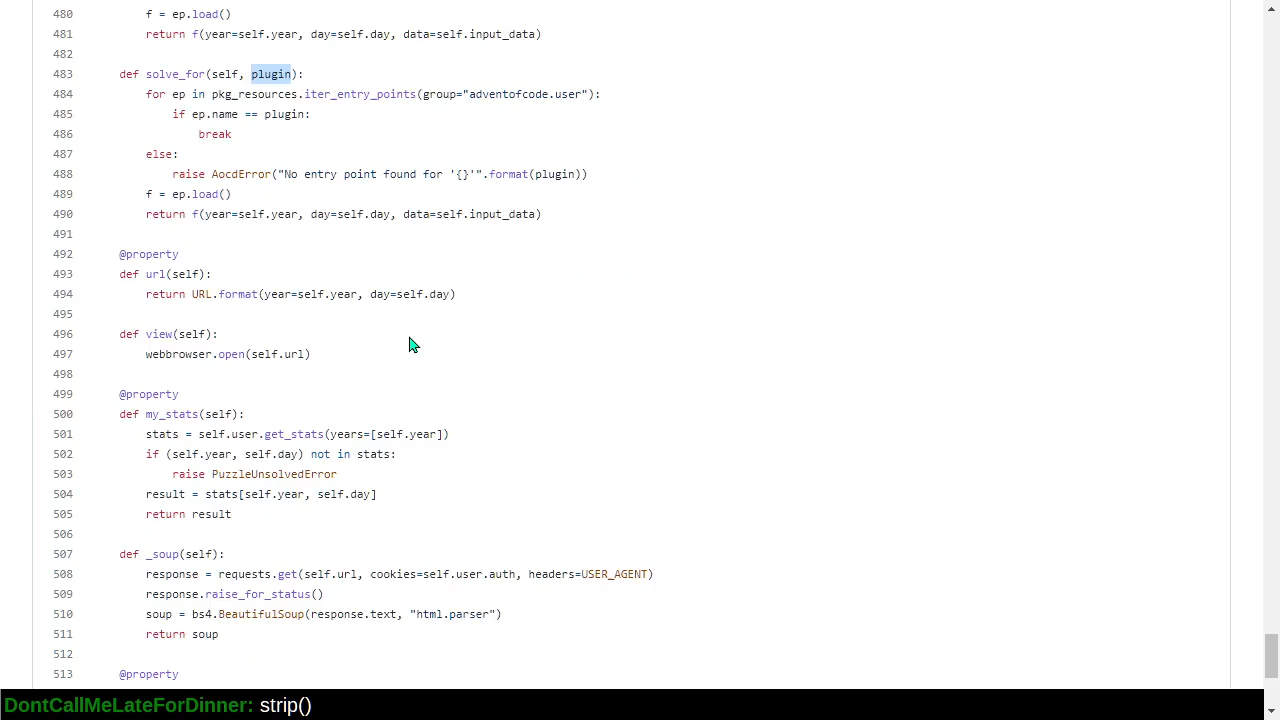 480 f = ep.load()
481 return f(year=self.year, day=self.day, data=self.input_data)
482
483 def solve_for(self, plugin):
484 for ep in pkg_resources.iter_entry_points(group="adventofcode.user"):
485 if ep.name == plugin:
486 break
487 else:
488 raise AocdError("No entry point found for '{}'".format(plugin))
489 f = ep.load()
490 return f(year=self.year, day=self.day, data=self.input_data)
491
492 @property
493 def url(self):
494 return URL.format(year=self.year, day=self.day)
495
496 def view(self):
497 webbrowser.open(self.url)
498
499 @property
500 def my_stats(self):
501 stats = self.user.get_stats(years=[self.year])
502 if (self.year, self.day) not in stats:
503 raise PuzzleUnsolvedError
504 result = stats[self.year, self.day]
505 return result
506
507 def _soup(self):
508 response = requests.get(self.url, cookies=self.user.auth, headers=USER_AGENT)
509 response.raise_for_status()
510 soup = bs4.BeautifulSoup(response.text, "html.parser")
511 return soup
512
513 @property
DontCallMeLateForDinner: strip()